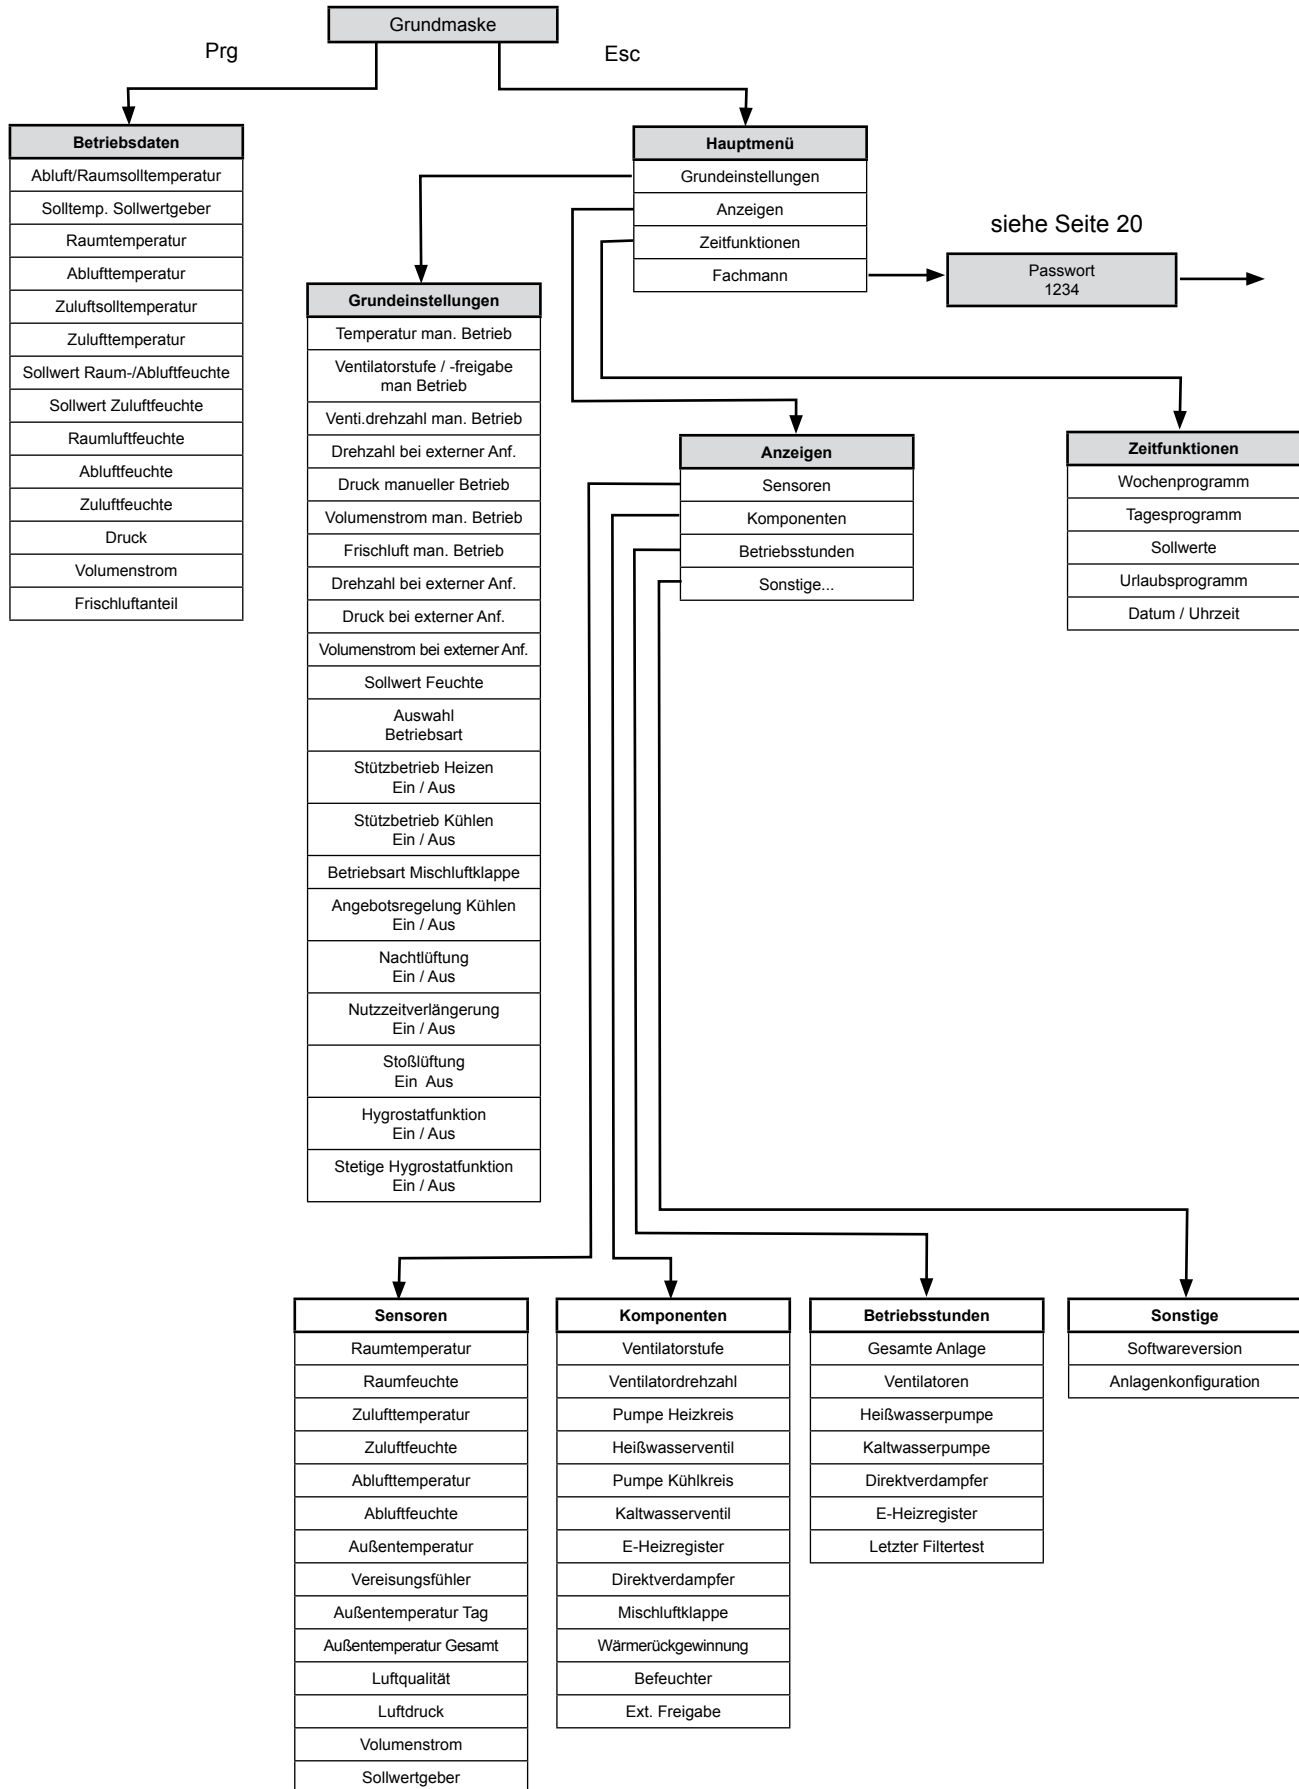 Grundmaske
Prg
Esc
Betriebsdaten
Abluft/Raumsolltemperatur
Solltemp. Sollwertgeber
Raumtemperatur
Ablufttemperatur
Zuluftsolltemperatur
Zulufttemperatur
Sollwert Raum-/Abluftfeuchte
Sollwert Zuluftfeuchte
Raumluftfeuchte
Abluftfeuchte
Zuluftfeuchte
Druck
Volumenstrom
Frischluftanteil
Hauptmenü
Grundeinstellungen
Anzeigen
Zeitfunktionen
Fachmann
siehe Seite 20
Passwort
1234
Grundeinstellungen
Temperatur man. Betrieb
Ventilatorstufe / -freigabe
man Betrieb
Venti.drehzahl man. Betrieb
Drehzahl bei externer Anf.
Druck manueller Betrieb
Volumenstrom man. Betrieb
Frischluft man. Betrieb
Drehzahl bei externer Anf.
Druck bei externer Anf.
Volumenstrom bei externer Anf.
Sollwert Feuchte
Auswahl
Betriebsart
Stützbetrieb Heizen
Ein / Aus
Stützbetrieb Kühlen
Ein / Aus
Betriebsart Mischluftklappe
Angebotsregelung Kühlen
Ein / Aus
Nachtlüftung
Ein / Aus
Nutzzeitverlängerung
Ein / Aus
Stoßlüftung
Ein Aus
Hygrostatfunktion
Ein / Aus
Stetige Hygrostatfunktion
Ein / Aus
Anzeigen
Sensoren
Komponenten
Betriebsstunden
Sonstige...
Zeitfunktionen
Wochenprogramm
Tagesprogramm
Sollwerte
Urlaubsprogramm
Datum / Uhrzeit
Sensoren
Raumtemperatur
Raumfeuchte
Zulufttemperatur
Zuluftfeuchte
Ablufttemperatur
Abluftfeuchte
Außentemperatur
Vereisungsfühler
Außentemperatur Tag
Außentemperatur Gesamt
Luftqualität
Luftdruck
Volumenstrom
Sollwertgeber
Komponenten
Ventilatorstufe
Ventilatordrehzahl
Pumpe Heizkreis
Heißwasserventil
Pumpe Kühlkreis
Kaltwasserventil
E-Heizregister
Direktverdampfer
Mischluftklappe
Wärmerückgewinnung
Befeuchter
Ext. Freigabe
Betriebsstunden
Gesamte Anlage
Ventilatoren
Heißwasserpumpe
Kaltwasserpumpe
Direktverdampfer
E-Heizregister
Letzter Filtertest
Sonstige
Softwareversion
Anlagenkonfiguration